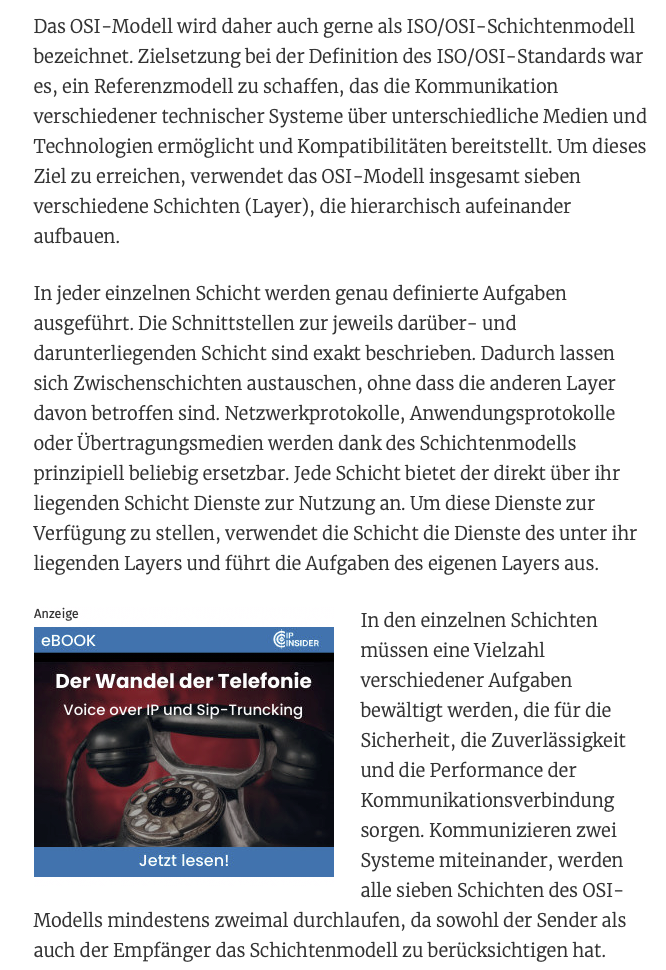 Das OSI-Modell wird daher auch gerne als ISO/OSI-Schichtenmodell
bezeichnet. Zielsetzung bei der Definition des ISO/OSI-Standards war
es, ein Referenzmodell zu schaffen, das die Kommunikation
verschiedener technischer Systeme über unterschiedliche Medien und
Technologien ermöglicht und Kompatibilitäten bereitstellt. Um dieses
Ziel zu erreichen, verwendet das OSI-Modell insgesamt sieben
verschiedene Schichten (Layer), die hierarchisch aufeinander
aufbauen.
In jeder einzelnen Schicht werden genau definierte Aufgaben
ausgeführt. Die Schnittstellen zur jeweils darüber- und
darunterliegenden Schicht sind exakt beschrieben. Dadurch lassen
sich Zwischenschichten austauschen, ohne dass die anderen Layer
davon betroffen sind. Netzwerkprotokolle, Anwendungsprotokolle
oder Übertragungsmedien werden dank des Schichtenmodells
prinzipiell beliebig ersetzbar. Jede Schicht bietet der direkt über ihr
liegenden Schicht Dienste zur Nutzung an. Um diese Dienste zur
Verfügung zu stellen, verwendet die Schicht die Dienste des unter ihr
liegenden Layers und führt die Aufgaben des eigenen Layers aus.
Anzeige
eBOOK
IP
INSIDER
Der Wandel der Telefonie
Voice over IP und Sip-Truncking
Jetzt lesen!
In den einzelnen Schichten
müssen eine Vielzahl
verschiedener Aufgaben
bewältigt werden, die für die
Sicherheit, die Zuverlässigkeit
und die Performance der
Kommunikationsverbindung
sorgen. Kommunizieren zwei
Systeme miteinander, werden
alle sieben Schichten des OSI-
Modells mindestens zweimal durchlaufen, da sowohl der Sender als
auch der Empfänger das Schichtenmodell zu berücksichtigen hat.